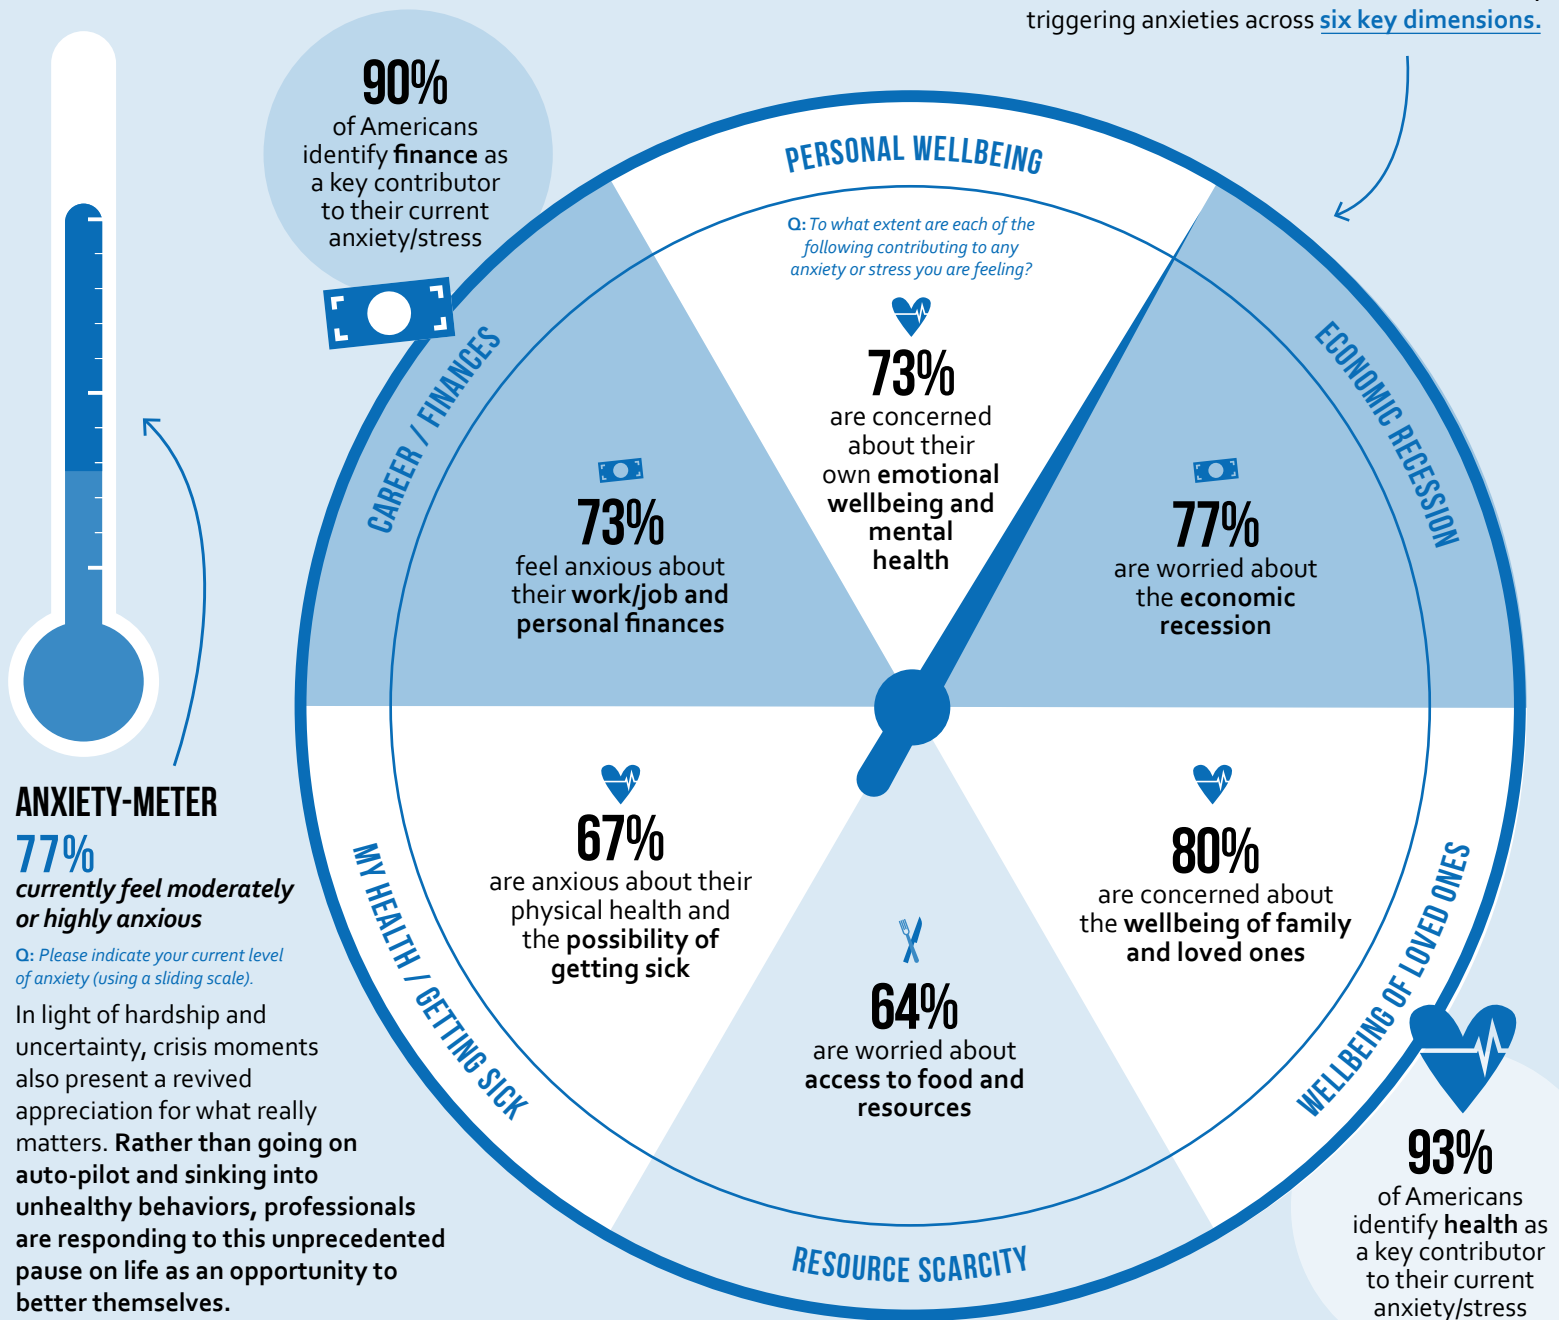 triggering anxieties across six key dimensions.
90%
of Americans
identify finance as
a key contributor
to their current
anxiety/stress
PERSONAL WELLBEING
Q: To what extent are each of the
following contributing to any
anxiety or stress you are feeling?
73%
are concerned
about their
own emotional
wellbeing and
mental
health
CAREER / FINANCES
73%
feel anxious about
their work/job and
personal finances
ECONOMIC RECESSION
77%
are worried about
the economic
recession
MY HEALTH / GETTING SICK
67%
are anxious about their
physical health and
the possibility of
getting sick
RESOURCE SCARCITY
64%
are worried about
access to food and
resources
WELLBEING OF LOVED ONES
80%
are concerned about
the wellbeing of family
and loved ones
93%
of Americans
identify health as
a key contributor
to their current
anxiety/stress
ANXIETY-METER
77%
currently feel moderately
or highly anxious
Q: Please indicate your current level
of anxiety (using a sliding scale).
In light of hardship and
uncertainty, crisis moments
also present a revived
appreciation for what really
matters. Rather than going on
auto-pilot and sinking into
unhealthy behaviors, professionals
are responding to this unprecedented
pause on life as an opportunity to
better themselves.